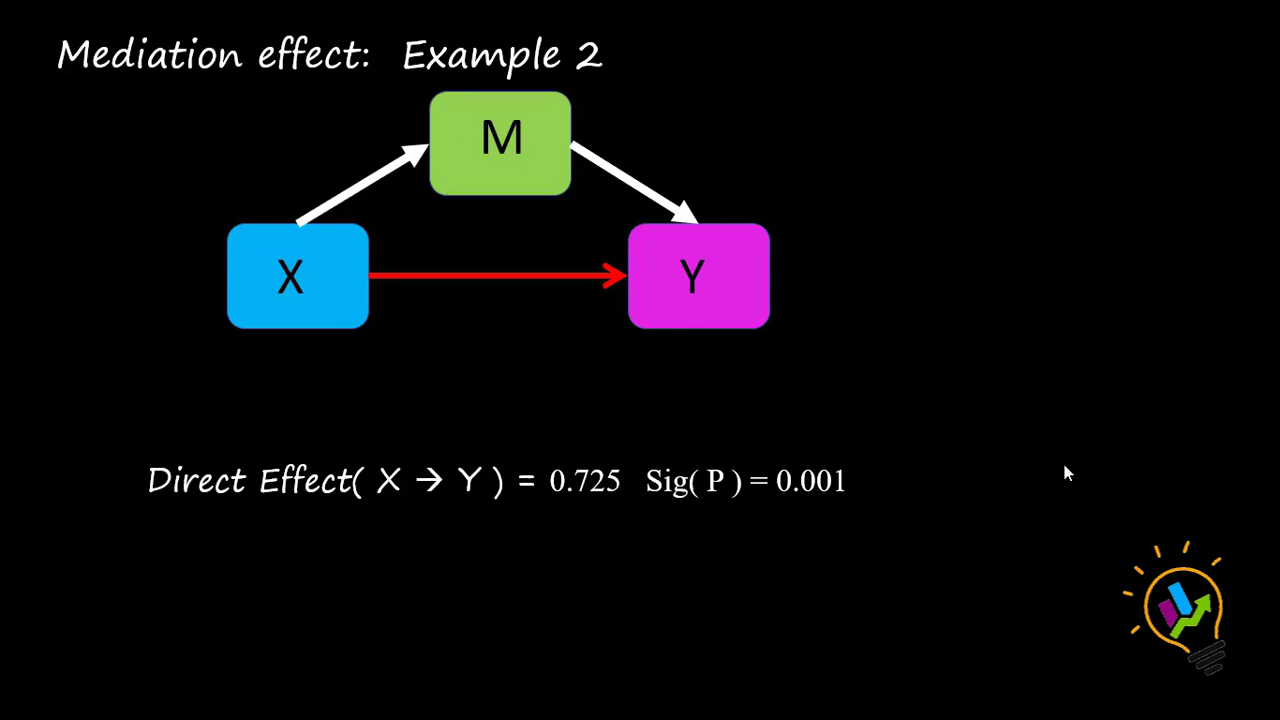 Mediation effect: Example 2
M
X
Y
Direct Effect( X → Y ) = 0.725 Sig( P ) = 0.001